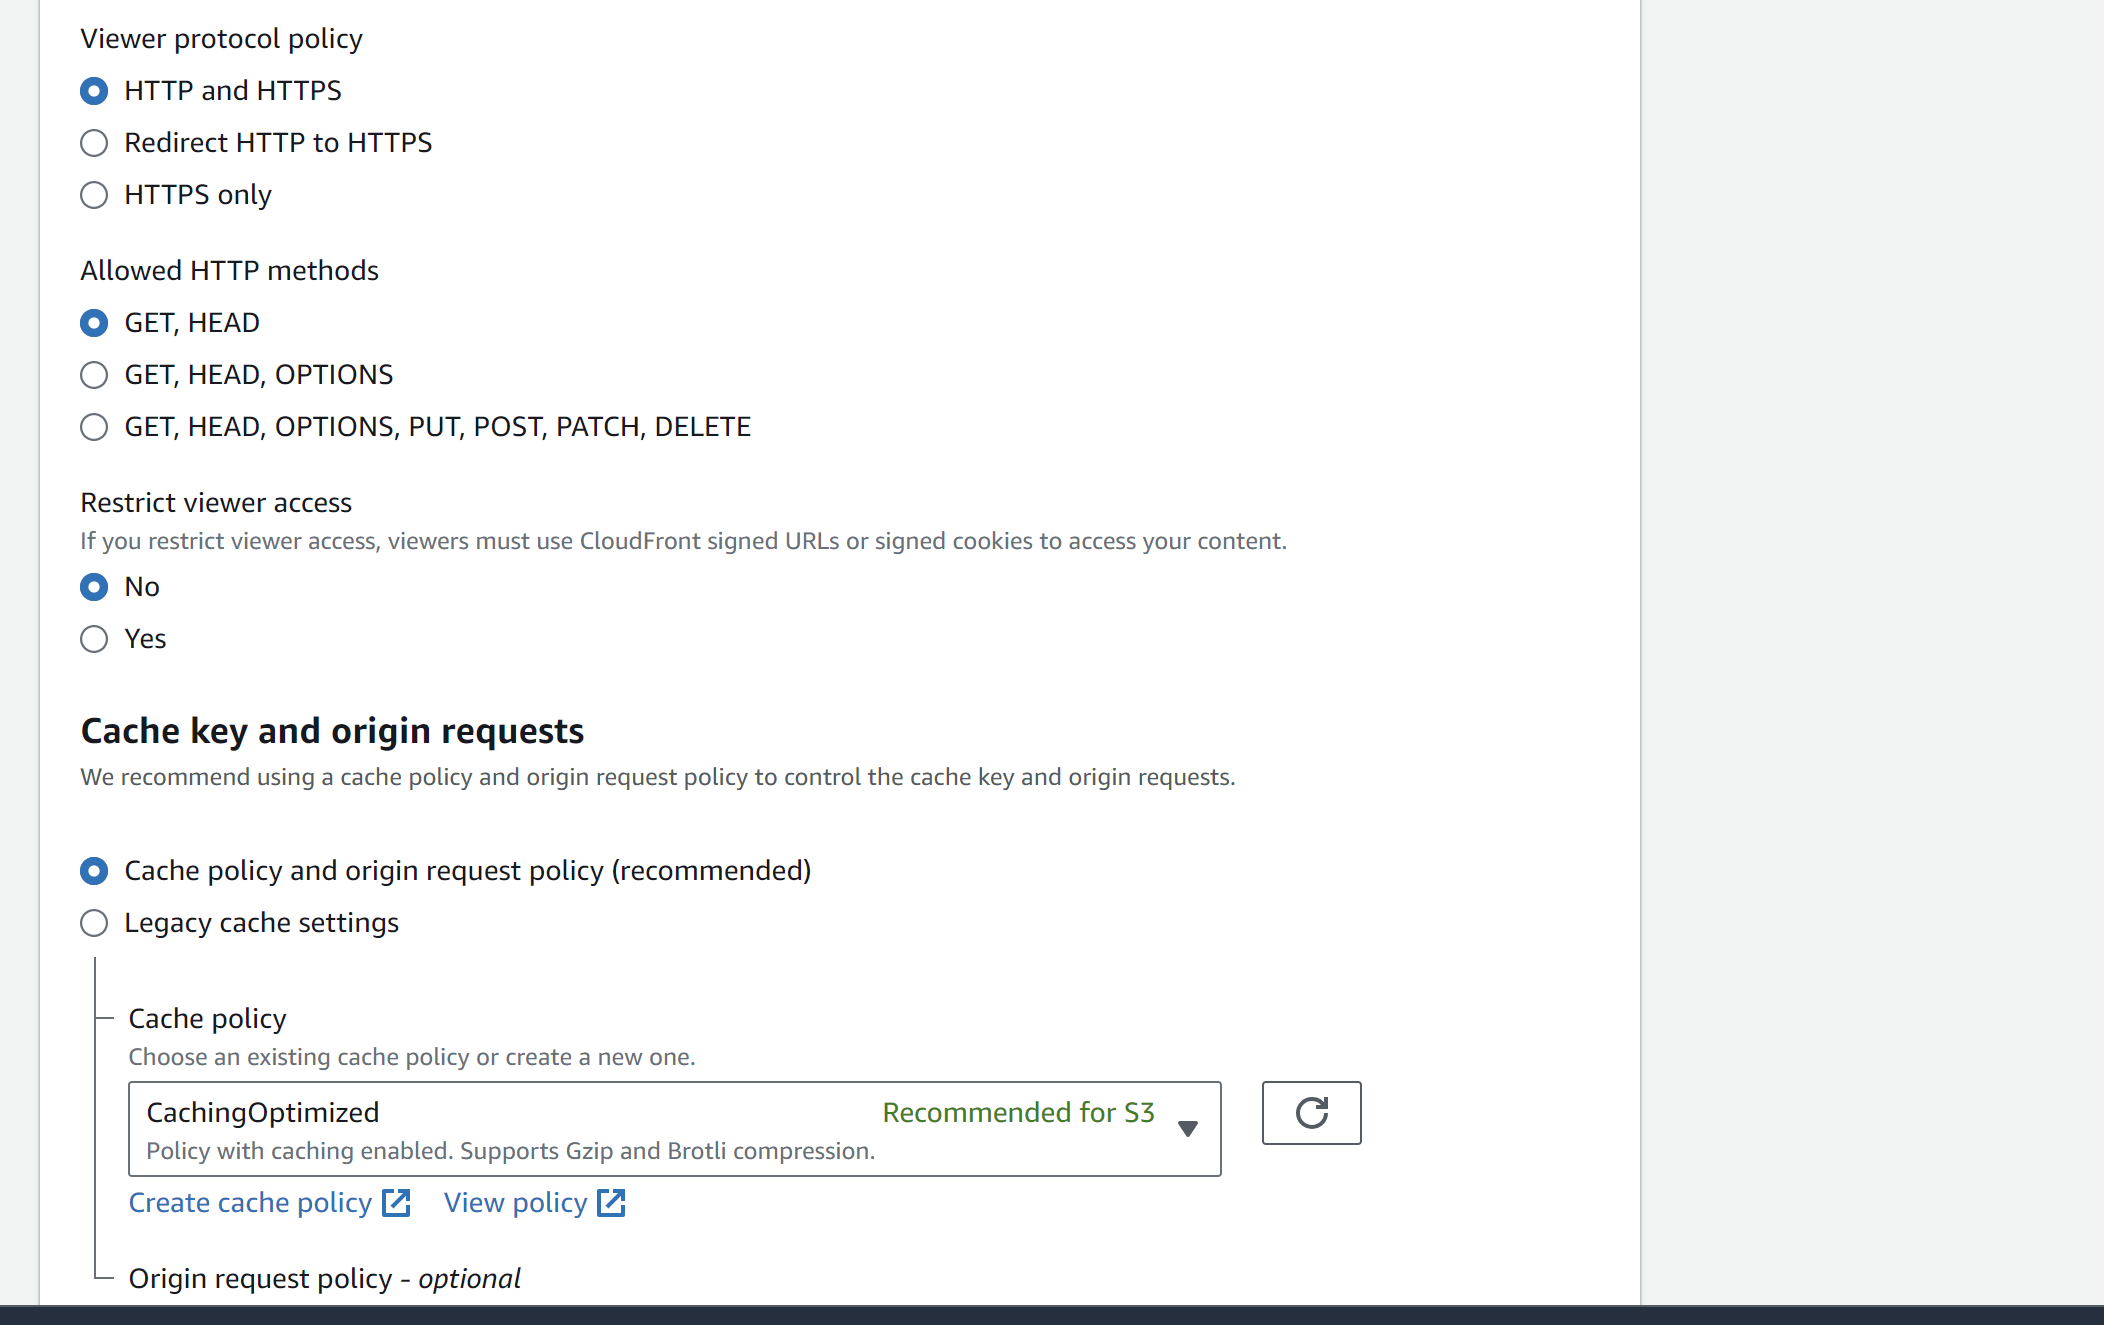 Viewer protocol policy
HTTP and HTTPS
Redirect HTTP to HTTPS
HTTPS only
Allowed HTTP methods
GET, HEAD
GET, HEAD, OPTIONS
GET, HEAD, OPTIONS, PUT, POST, PATCH, DELETE
Restrict viewer access
If you restrict viewer access, viewers must use CloudFront signed URLs or signed cookies to access your content.
No
Yes
Cache key and origin requests
We recommend using a cache policy and origin request policy to control the cache key and origin requests.
Cache policy and origin request policy (recommended)
Legacy cache settings
Cache policy
Choose an existing cache policy or create a new one.
CachingOptimized Recommended for S3
Policy with caching enabled. Supports Gzip and Brotli compression.
Create cache policy View policy
Origin request policy - optional